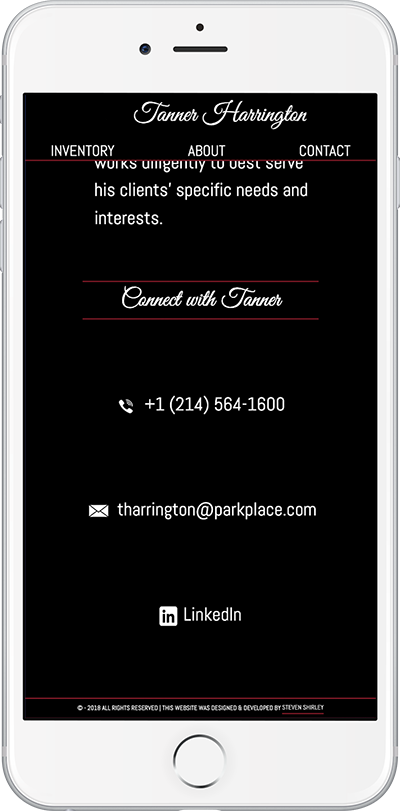 Tanner Harrington
INVENTORY ABOUT CONTACT
works diligently to best serve
his clients' specific needs and
interests.
Connect with Tanner
+1 (214) 564-1600
tharrington@parkplace.com
in LinkedIn
© - 2018 ALL RIGHTS RESERVED | THIS WEBSITE WAS DESIGNED & DEVELOPED BY STEVEN SHIRLEY